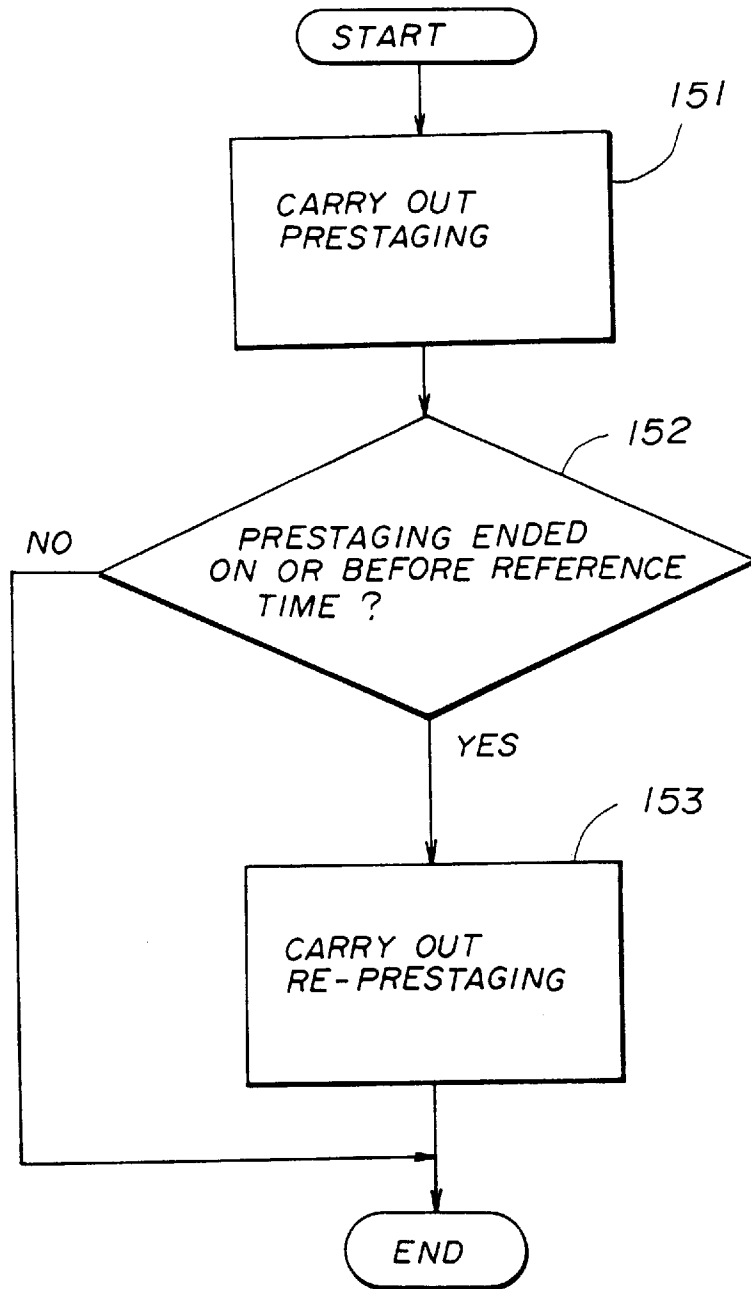 START
151
CARRY OUT
PRESTAGING
152
NO
PRESTAGING ENDED
ON OR BEFORE REFERENCE
TIME ?
YES
153
CARRY OUT
RE-PRESTAGING
END